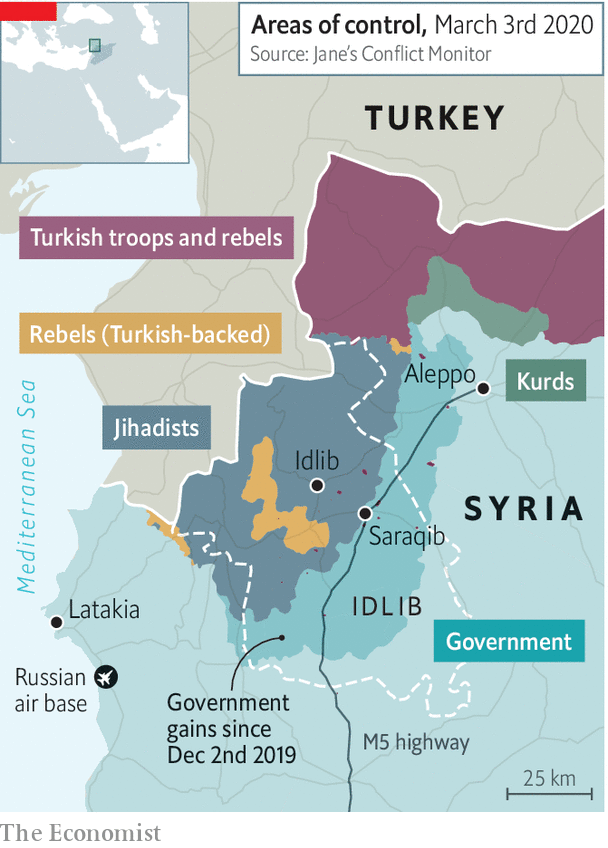 Areas of control, March 3rd 2020
Source: Jane's Conflict Monitor
TURKEY
Turkish troops and rebels
Rebels (Turkish-backed)
Aleppo
Kurds
Jihadists
Mediterranean Sea
Idlib
SYRIA
Saraqib
Latakia
IDLIB
Government
Russian
air base
Government
gains since
Dec 2nd 2019
M5 highway
25 km
The Economist